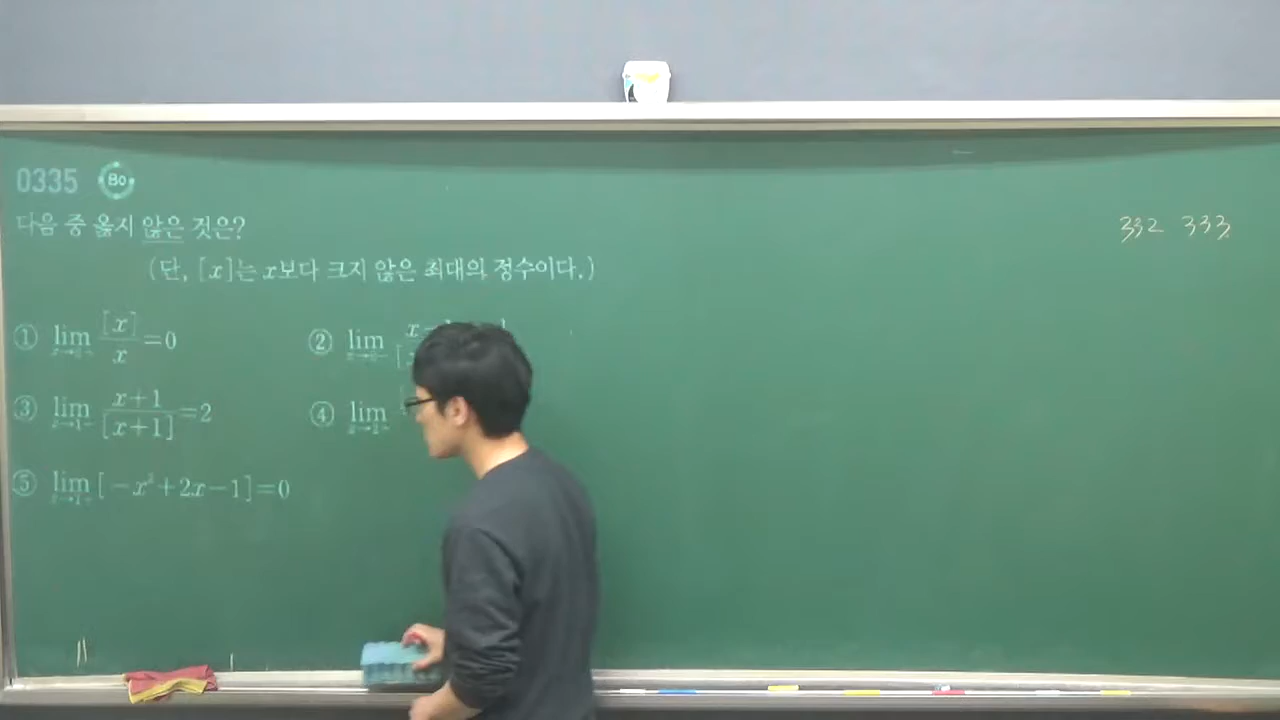 0335 80
다음 중 옳지 않은 것은?
(단, [x]는 x보다 크지 않은 최대의 정수이다.)
① lim [x]/x =0
② lim
③ lim x+1/[x+1] =2
④ lim
⑤ lim [-x²+2x-1]=0
332 333